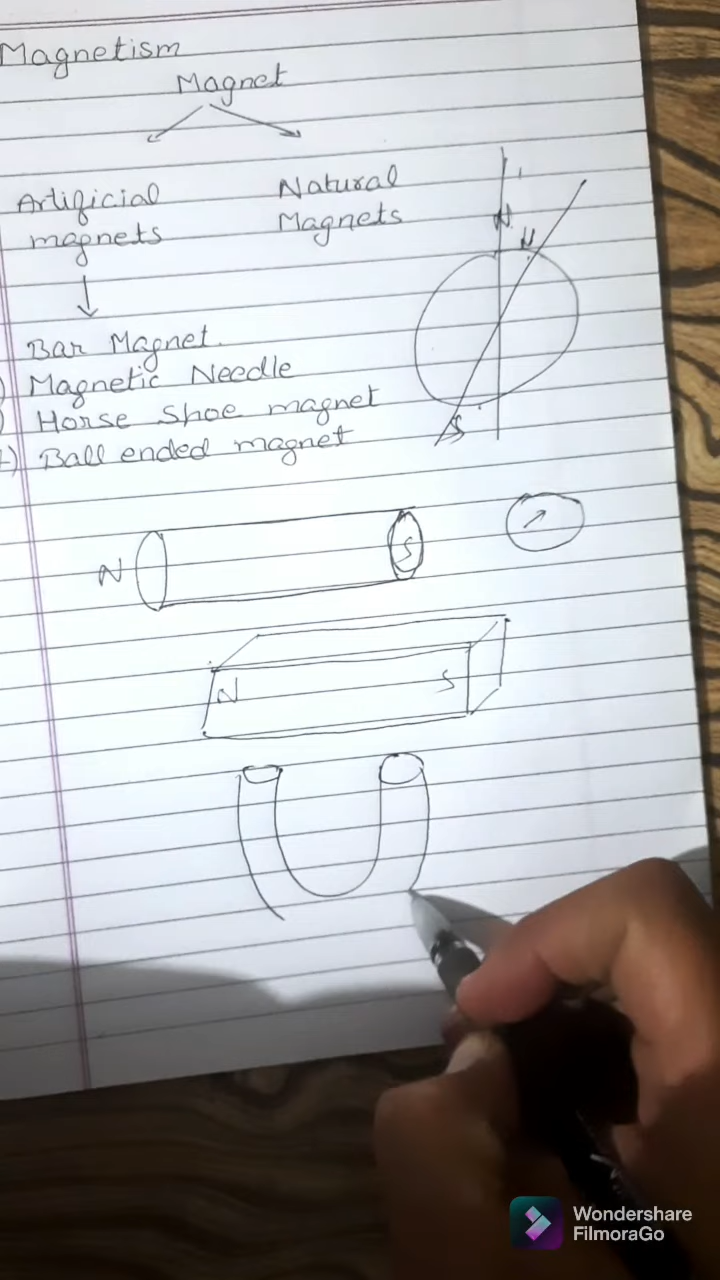 Magnetism
Magnet
Artificial
magnets
Natural
Magnets
Bar Magnet.
) Magnetic Needle
) Horse Shoe magnet
) Ball ended magnet
N
N
S
N
S
N
S
Wondershare
FilmoraGo